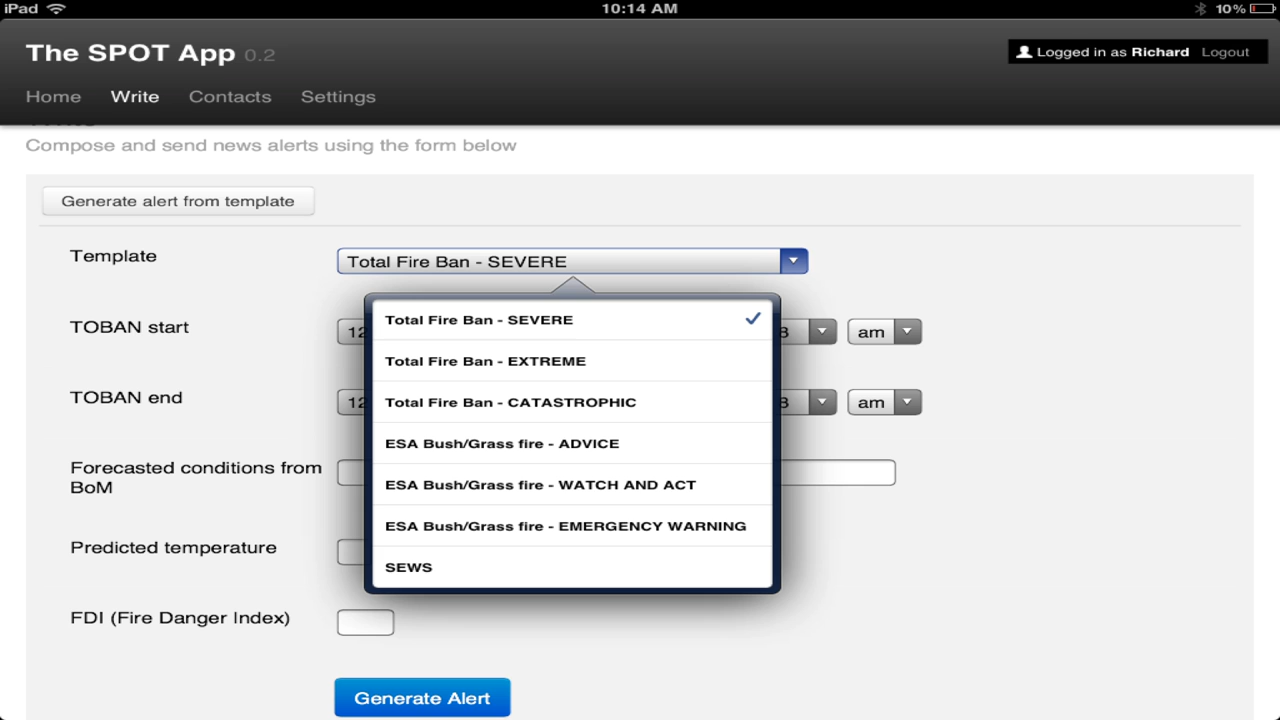 iPad 10:14 AM 10%
The SPOT App 0.2
Logged in as Richard Logout
Home Write Contacts Settings
Compose and send news alerts using the form below
Generate alert from template
Template
Total Fire Ban - SEVERE
Total Fire Ban - SEVERE
TOBAN start
12
am
Total Fire Ban - EXTREME
Total Fire Ban - CATASTROPHIC
TOBAN end
12
am
ESA Bush/Grass fire - ADVICE
Forecasted conditions from
BoM
ESA Bush/Grass fire - WATCH AND ACT
ESA Bush/Grass fire - EMERGENCY WARNING
Predicted temperature
SEWS
FDI (Fire Danger Index)
Generate Alert